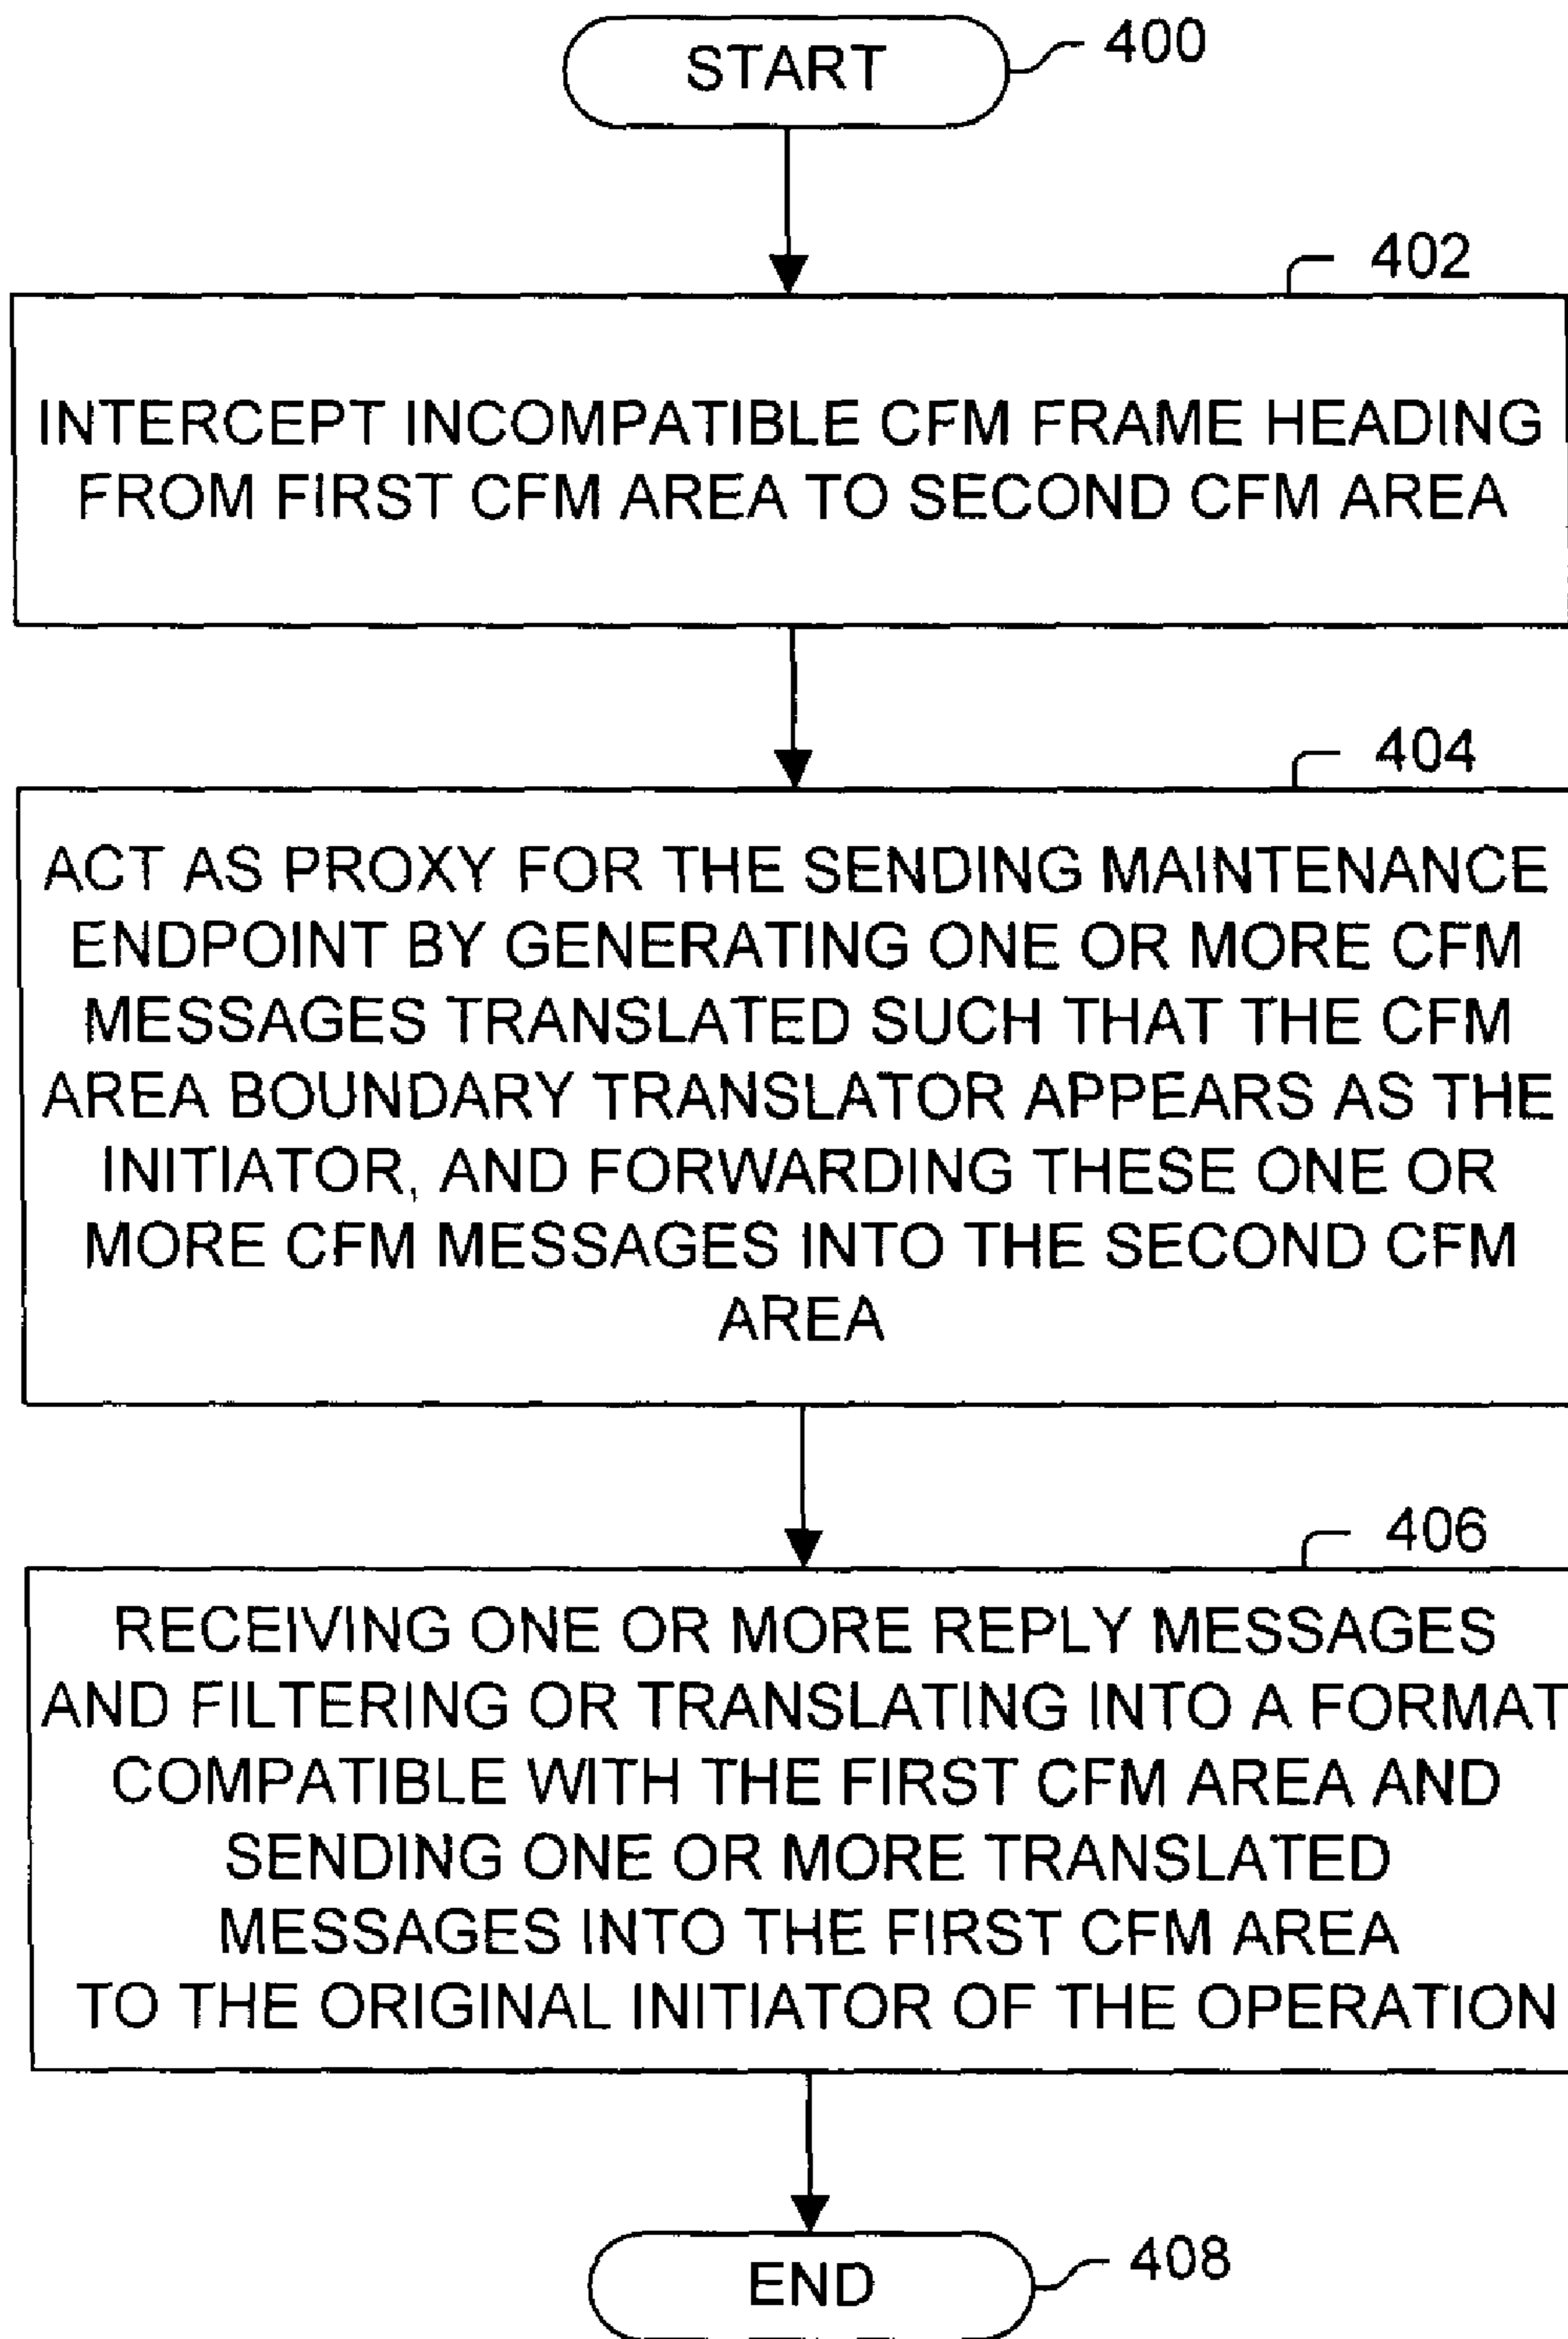 START
400
402
INTERCEPT INCOMPATIBLE CFM FRAME HEADING
FROM FIRST CFM AREA TO SECOND CFM AREA
404
ACT AS PROXY FOR THE SENDING MAINTENANCE
ENDPOINT BY GENERATING ONE OR MORE CFM
MESSAGES TRANSLATED SUCH THAT THE CFM
AREA BOUNDARY TRANSLATOR APPEARS AS THE
INITIATOR, AND FORWARDING THESE ONE OR
MORE CFM MESSAGES INTO THE SECOND CFM
AREA
406
RECEIVING ONE OR MORE REPLY MESSAGES
AND FILTERING OR TRANSLATING INTO A FORMAT
COMPATIBLE WITH THE FIRST CFM AREA AND
SENDING ONE OR MORE TRANSLATED
MESSAGES INTO THE FIRST CFM AREA
TO THE ORIGINAL INITIATOR OF THE OPERATION
END
408